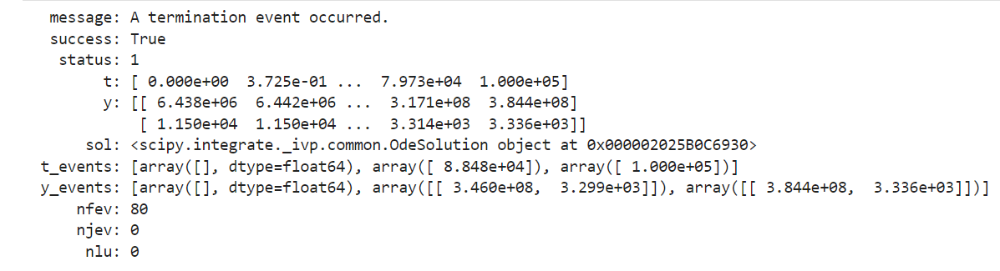 message: A termination event occurred.
success: True
status: 1
t: [ 0.000e+00  3.725e-01 ...  7.973e+04  1.000e+05]
y: [[ 6.438e+06  6.442e+06 ...  3.171e+08  3.844e+08]
[ 1.150e+04  1.150e+04 ...  3.314e+03  3.336e+03]]
sol: <scipy.integrate._ivp.common.OdeSolution object at 0x000002025B0C6930>
t_events: [array([], dtype=float64), array([ 8.848e+04]), array([ 1.000e+05])]
y_events: [array([], dtype=float64), array([[ 3.460e+08,  3.299e+03]]), array([[ 3.844e+08,  3.336e+03]])]
nfev: 80
njev: 0
nlu: 0